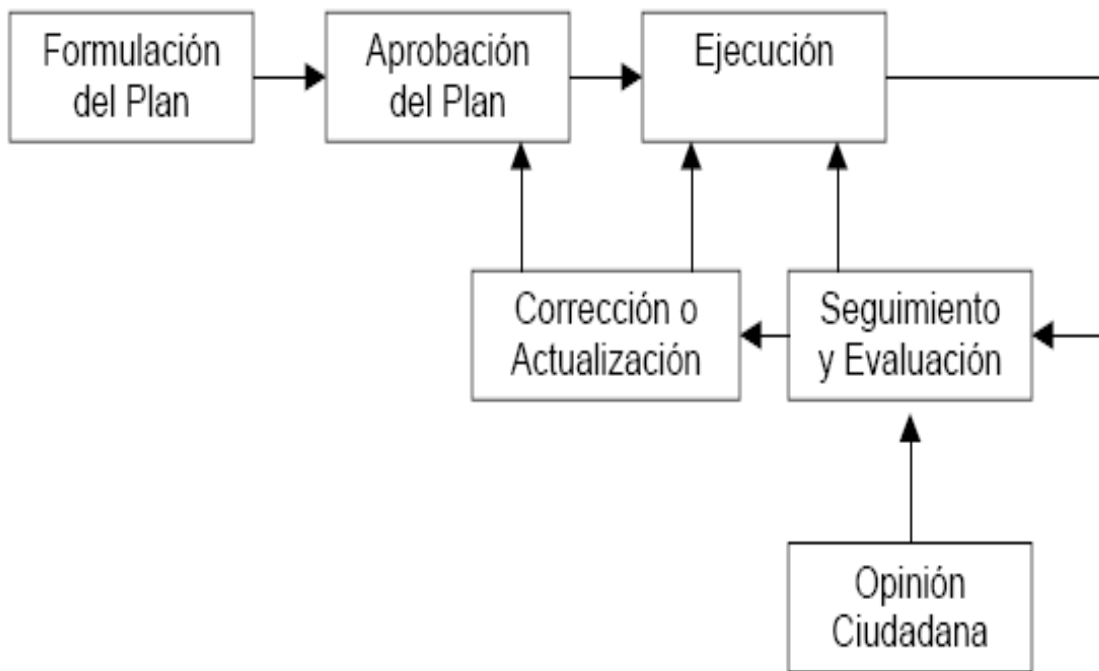 Formulación
del Plan
Aprobación
del Plan
Ejecución
Corrección o
Actualización
Seguimiento
y Evaluación
Opinión
Ciudadana